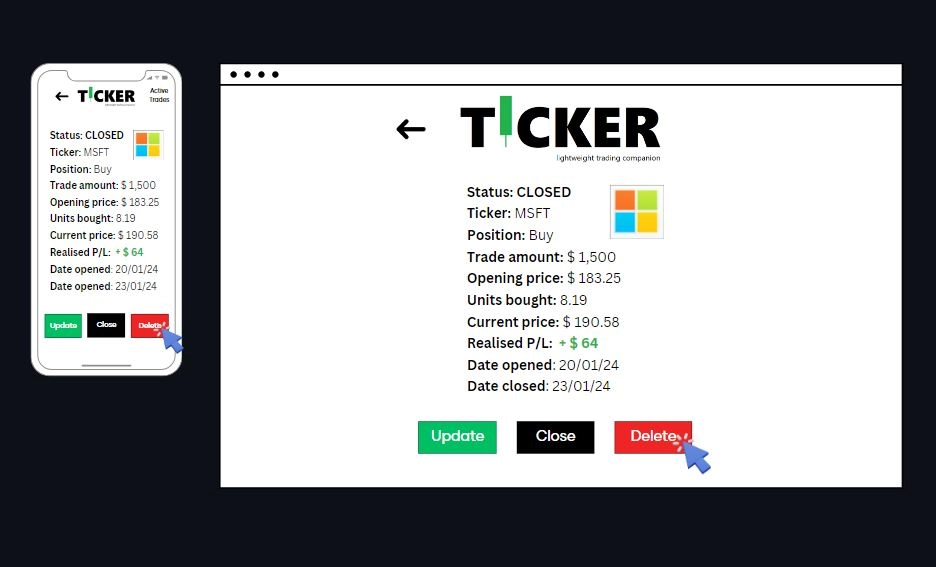 TICKER
Active
Trades
Status: CLOSED
Ticker: MSFT
Position: Buy
Trade amount: $ 1,500
Opening price: $ 183.25
Units bought: 8.19
Current price: $ 190.58
Realised P/L: + $ 64
Date opened: 20/01/24
Date opened: 23/01/24
Update Close Delete
TICKER
lightweight trading companion
Status: CLOSED
Ticker: MSFT
Position: Buy
Trade amount: $ 1,500
Opening price: $ 183.25
Units bought: 8.19
Current price: $ 190.58
Realised P/L: + $ 64
Date opened: 20/01/24
Date closed: 23/01/24
Update Close Delete